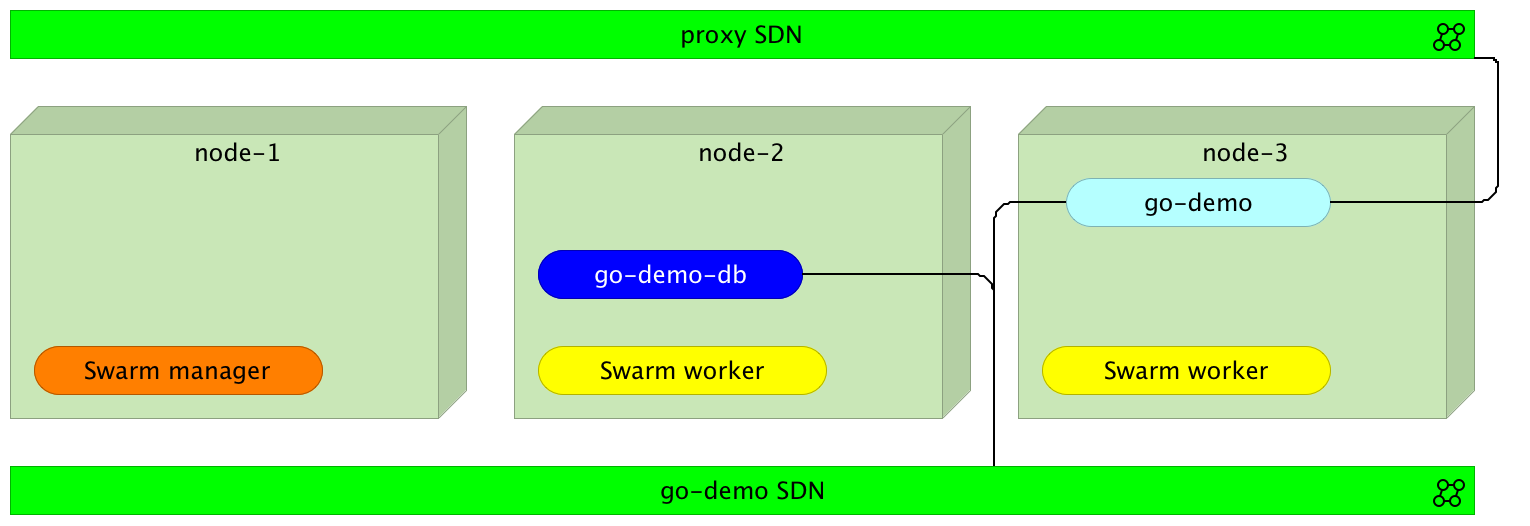 proxy SDN
node-1
node-2
node-3
go-demo
go-demo-db
Swarm manager
Swarm worker
Swarm worker
go-demo SDN